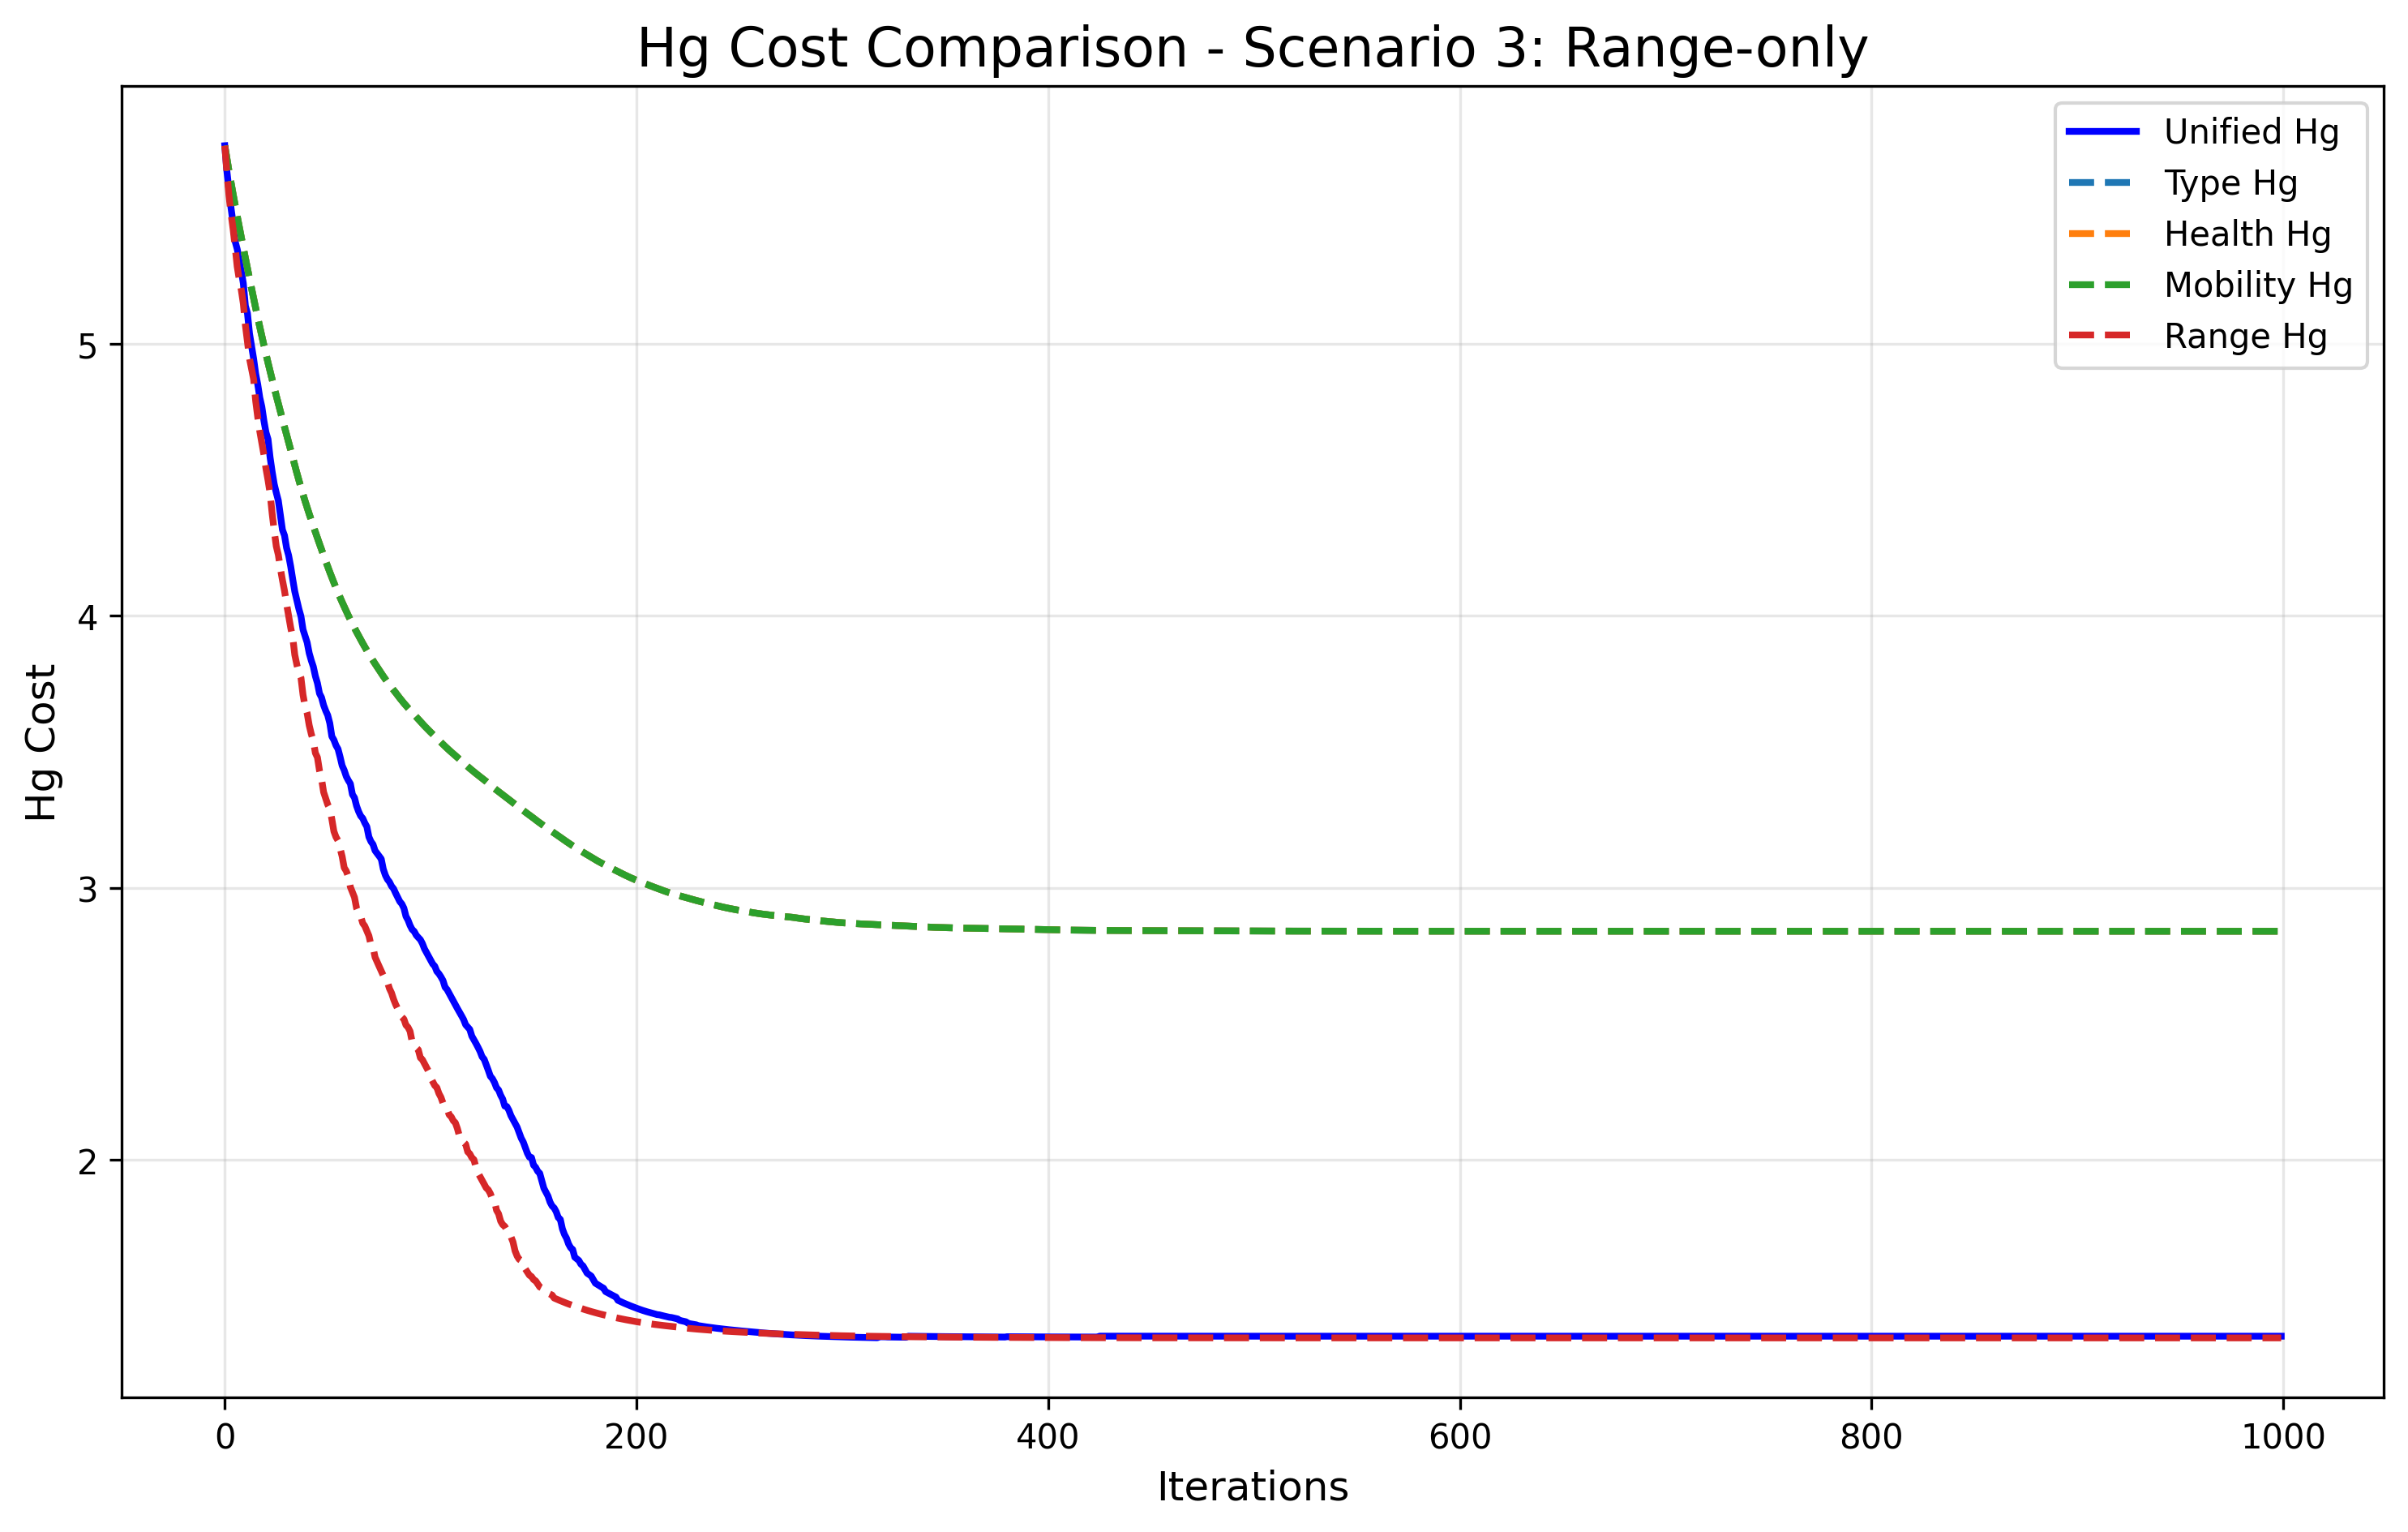 Hg Cost Comparison - Scenario 3: Range-only
Unified Hg
Type Hg
Health Hg
Mobility Hg
Range Hg
Hg Cost
5
4
3
2
0
200
400
600
800
1000
Iterations